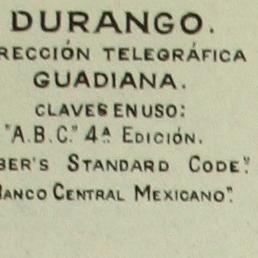 DURANGO.
RECCIÓN TELEGRÁFICA
GUADIANA.
CLAVES EN USO:
"A.B.C." 4ª EDICIÓN.
BER'S STANDARD CODE".
BANCO CENTRAL MEXICANO".